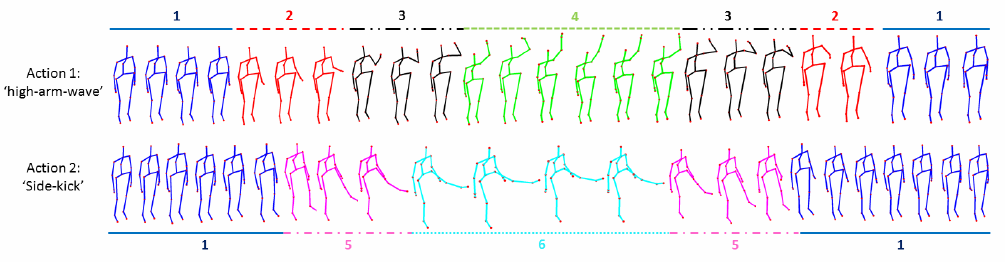 1 2 3 4 3 2 1
Action 1:
‘high-arm-wave’
Action 2:
‘Side-kick’
1 5 6 5 1